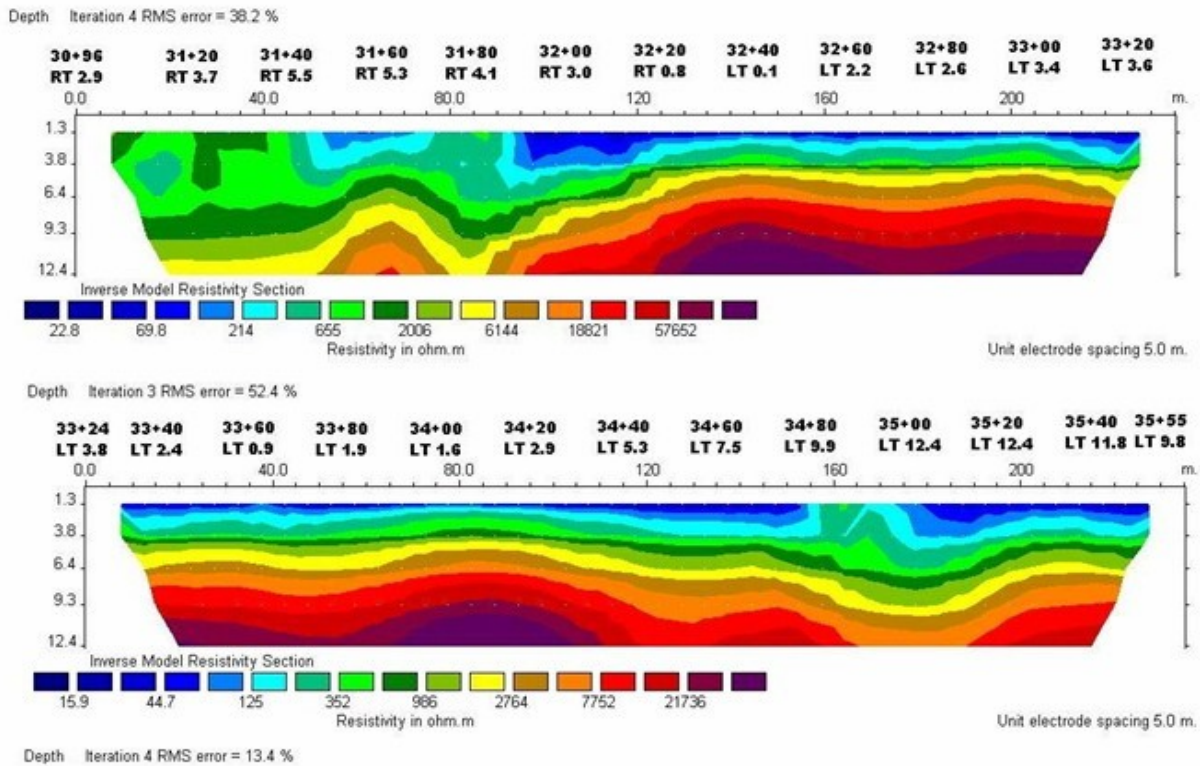 Depth Iteration 4 RMS error = 38.2 %
30+96 31+20 31+40 31+60 31+80 32+00 32+20 32+40 32+60 32+80 33+00 33+20
RT 2.9 RT 3.7 RT 5.5 RT 5.3 RT 4.1 RT 3.0 RT 0.8 LT 0.1 LT 2.2 LT 2.6 LT 3.4 LT 3.6
0.0 40.0 80.0 120 160 200 m.
1.3
3.8
6.4
9.3
12.4
Inverse Model Resistivity Section
22.8 69.8 214 655 2006 6144 18821 57652
Resistivity in ohm.m Unit electrode spacing 5.0 m.
Depth Iteration 3 RMS error = 52.4 %
33+24 33+40 33+60 33+80 34+00 34+20 34+40 34+60 34+80 35+00 35+20 35+40 35+55
LT 3.8 LT 2.4 LT 0.9 LT 1.9 LT 1.6 LT 2.9 LT 5.3 LT 7.5 LT 9.9 LT 12.4 LT 12.4 LT 11.8 LT 9.8
0.0 40.0 80.0 120 160 200 m.
1.3
3.8
6.4
9.3
12.4
Inverse Model Resistivity Section
15.9 44.7 125 352 986 2764 7752 21736
Resistivity in ohm.m Unit electrode spacing 5.0 m.
Depth Iteration 4 RMS error = 13.4 %